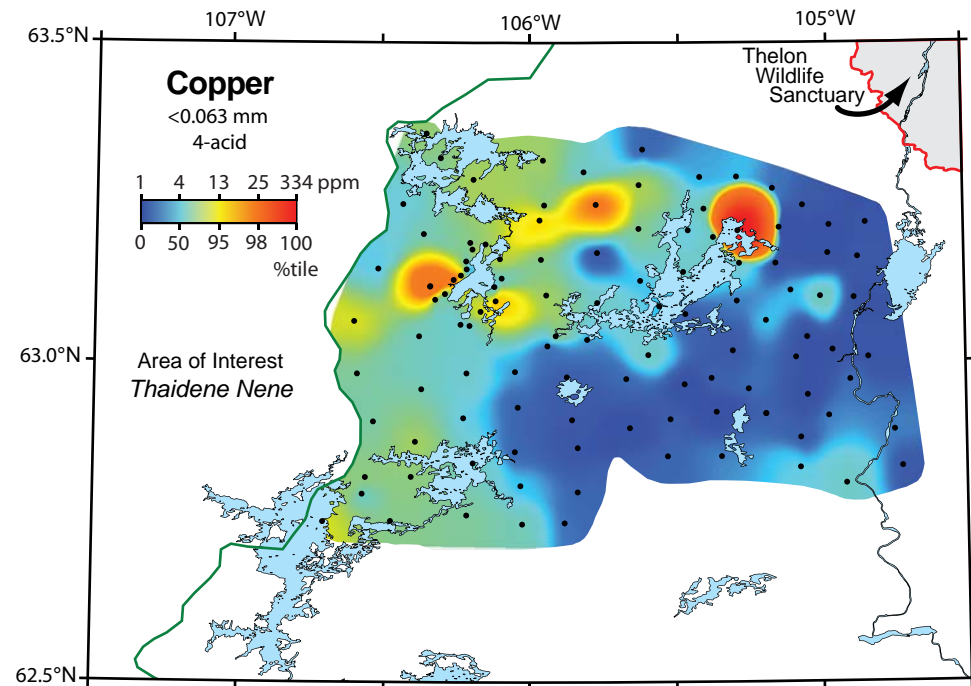 107°W 106°W 105°W
63.5°N
Copper
<0.063 mm
4-acid
1 4 13 25 334 ppm
0 50 95 98 100
%tile
Thelon
Wildlife
Sanctuary
63.0°N
Area of Interest
Thaidene Nene
62.5°N